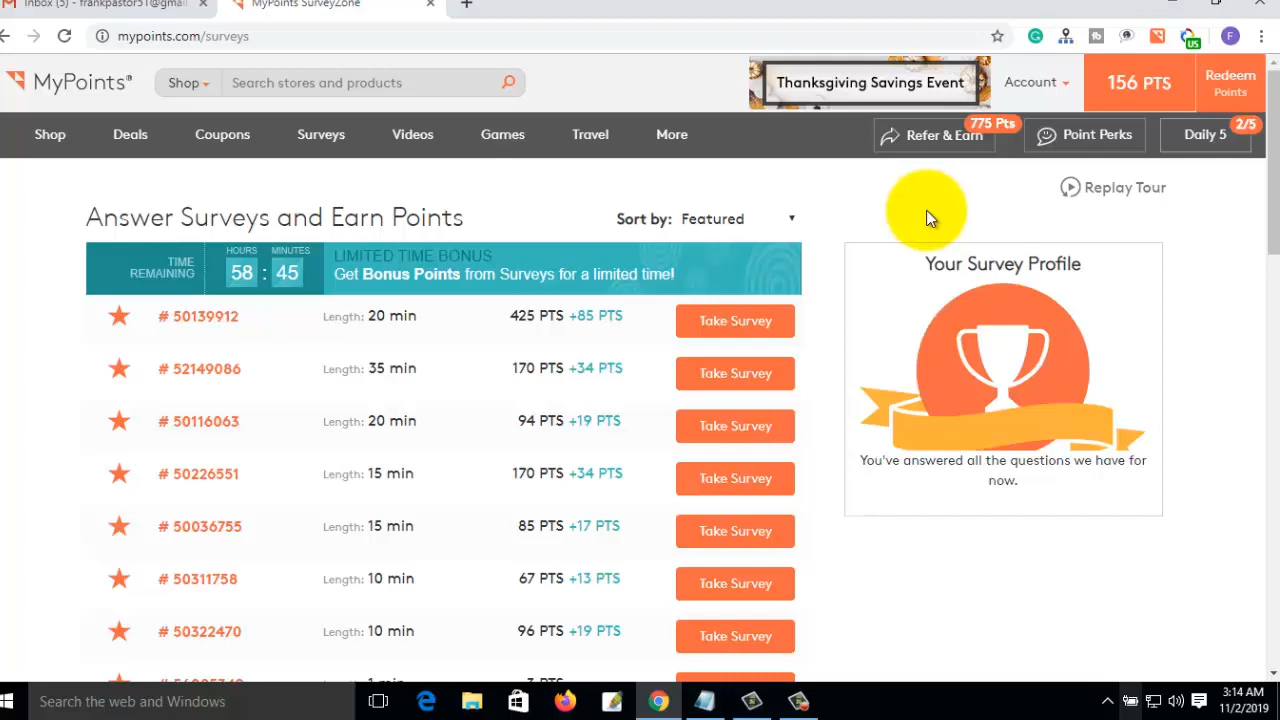 Inbox (5) - frankpastor51@gmail
MyPoints SurveyZone
mypoints.com/surveys
US
F
MyPoints®
Shop
Search stores and products
Thanksgiving Savings Event
Account
156 PTS
Redeem
Points
Shop
Deals
Coupons
Surveys
Videos
Games
Travel
More
Refer & Earn
775 Pts
Point Perks
Daily 5
2/5
Replay Tour
Answer Surveys and Earn Points
Sort by: Featured
TIME
REMAINING
HOURS MINUTES
58 : 45
LIMITED TIME BONUS
Get Bonus Points from Surveys for a limited time!
# 50139912 Length: 20 min 425 PTS +85 PTS Take Survey
# 52149086 Length: 35 min 170 PTS +34 PTS Take Survey
# 50116063 Length: 20 min 94 PTS +19 PTS Take Survey
# 50226551 Length: 15 min 170 PTS +34 PTS Take Survey
# 50036755 Length: 15 min 85 PTS +17 PTS Take Survey
# 50311758 Length: 10 min 67 PTS +13 PTS Take Survey
# 50322470 Length: 10 min 96 PTS +19 PTS Take Survey
Your Survey Profile
You've answered all the questions we have for
now.
Search the web and Windows
3:14 AM
11/2/2019